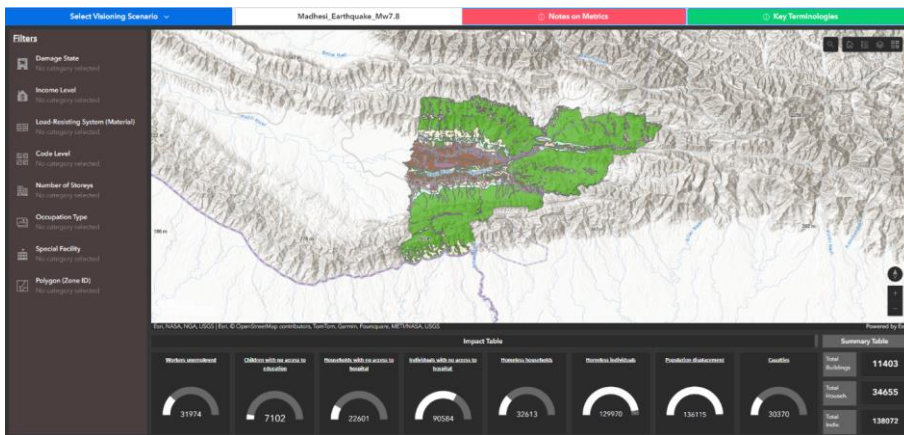 Select Visioning Scenario
Madhesi_Earthquake_Mw7.8
Notes on Metrics
Key Terminologies
Filters
Damage State
No category selected
Income Level
No category selected
Load-Resisting System (Material)
No category selected
Code Level
No category selected
Number of Storeys
No category selected
Occupation Type
No category selected
Special Facility
No category selected
Polygon (Zone ID)
No category selected
Esri, NASA, NGA, USGS | Esri, © OpenStreetMap contributors, TomTom, Garmin, Foursquare, METI/NASA, USGS
Powered by Es
Impact Table
Summary Table
Workers unemployed
31974
Children with no access to
education
7102
Households with no access to
hospital
22601
Individuals with no access to
hospital
90584
Homeless households
32613
Homeless individuals
129970
Population displacement
136115
Casualties
30370
Total
Buildings
11403
Total
Househ.
34655
Total
Indiv.
138072